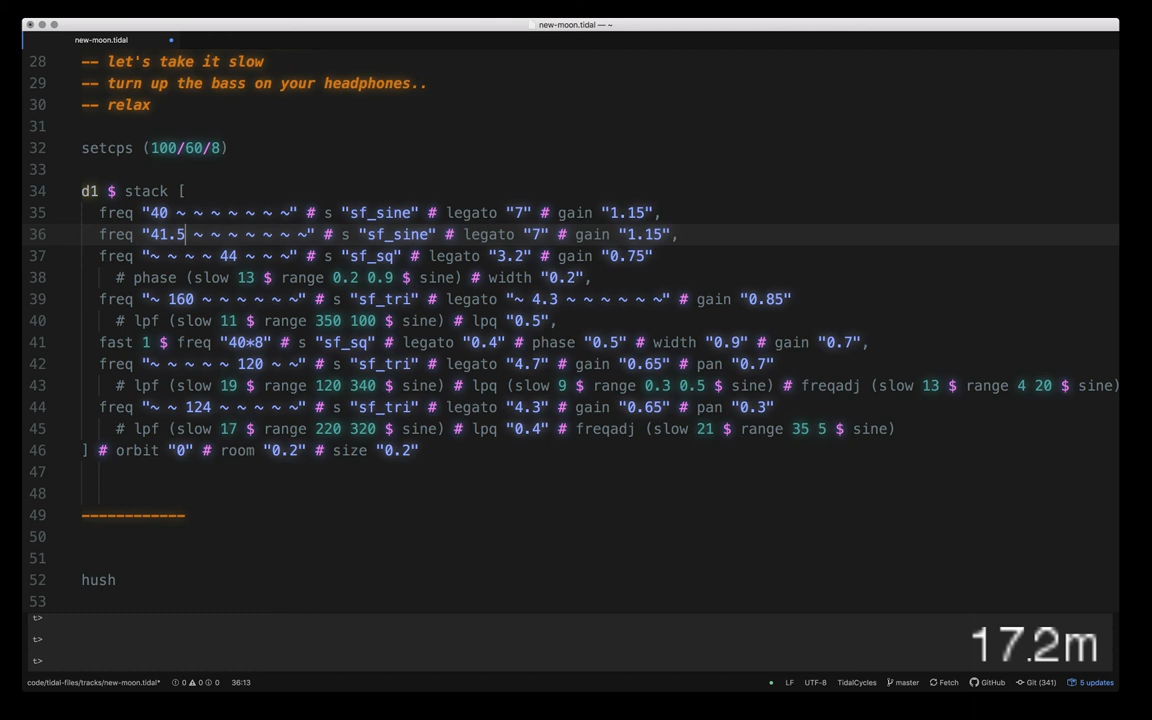 new-moon.tidal — ~
new-moon.tidal
28 -- let's take it slow
29 -- turn up the bass on your headphones..
30 -- relax
31
32 setcps (100/60/8)
33
34 d1 $ stack [
35 freq "40 ~ ~ ~ ~ ~ ~ ~" # s "sf_sine" # legato "7" # gain "1.15",
36 freq "41.5 ~ ~ ~ ~ ~ ~ ~" # s "sf_sine" # legato "7" # gain "1.15",
37 freq "~ ~ ~ ~ 44 ~ ~ ~" # s "sf_sq" # legato "3.2" # gain "0.75"
38 # phase (slow 13 $ range 0.2 0.9 $ sine) # width "0.2",
39 freq "~ 160 ~ ~ ~ ~ ~ ~" # s "sf_tri" # legato "~ 4.3 ~ ~ ~ ~ ~ ~" # gain "0.85"
40 # lpf (slow 11 $ range 350 100 $ sine) # lpq "0.5",
41 fast 1 $ freq "40*8" # s "sf_sq" # legato "0.4" # phase "0.5" # width "0.9" # gain "0.7",
42 freq "~ ~ ~ ~ ~ 120 ~ ~" # s "sf_tri" # legato "4.7" # gain "0.65" # pan "0.7"
43 # lpf (slow 19 $ range 120 340 $ sine) # lpq (slow 9 $ range 0.3 0.5 $ sine) # freqadj (slow 13 $ range 4 20 $ sine)
44 freq "~ ~ 124 ~ ~ ~ ~ ~" # s "sf_tri" # legato "4.3" # gain "0.65" # pan "0.3"
45 # lpf (slow 17 $ range 220 320 $ sine) # lpq "0.4" # freqadj (slow 21 $ range 35 5 $ sine)
46 ] # orbit "0" # room "0.2" # size "0.2"
47
48
49 ------------
50
51
52 hush
53
t>
t>
t>
17.2m
code/tidal-files/tracks/new-moon.tidal* 0 0 0 36:13 LF UTF-8 TidalCycles master Fetch GitHub Git (341) 5 updates